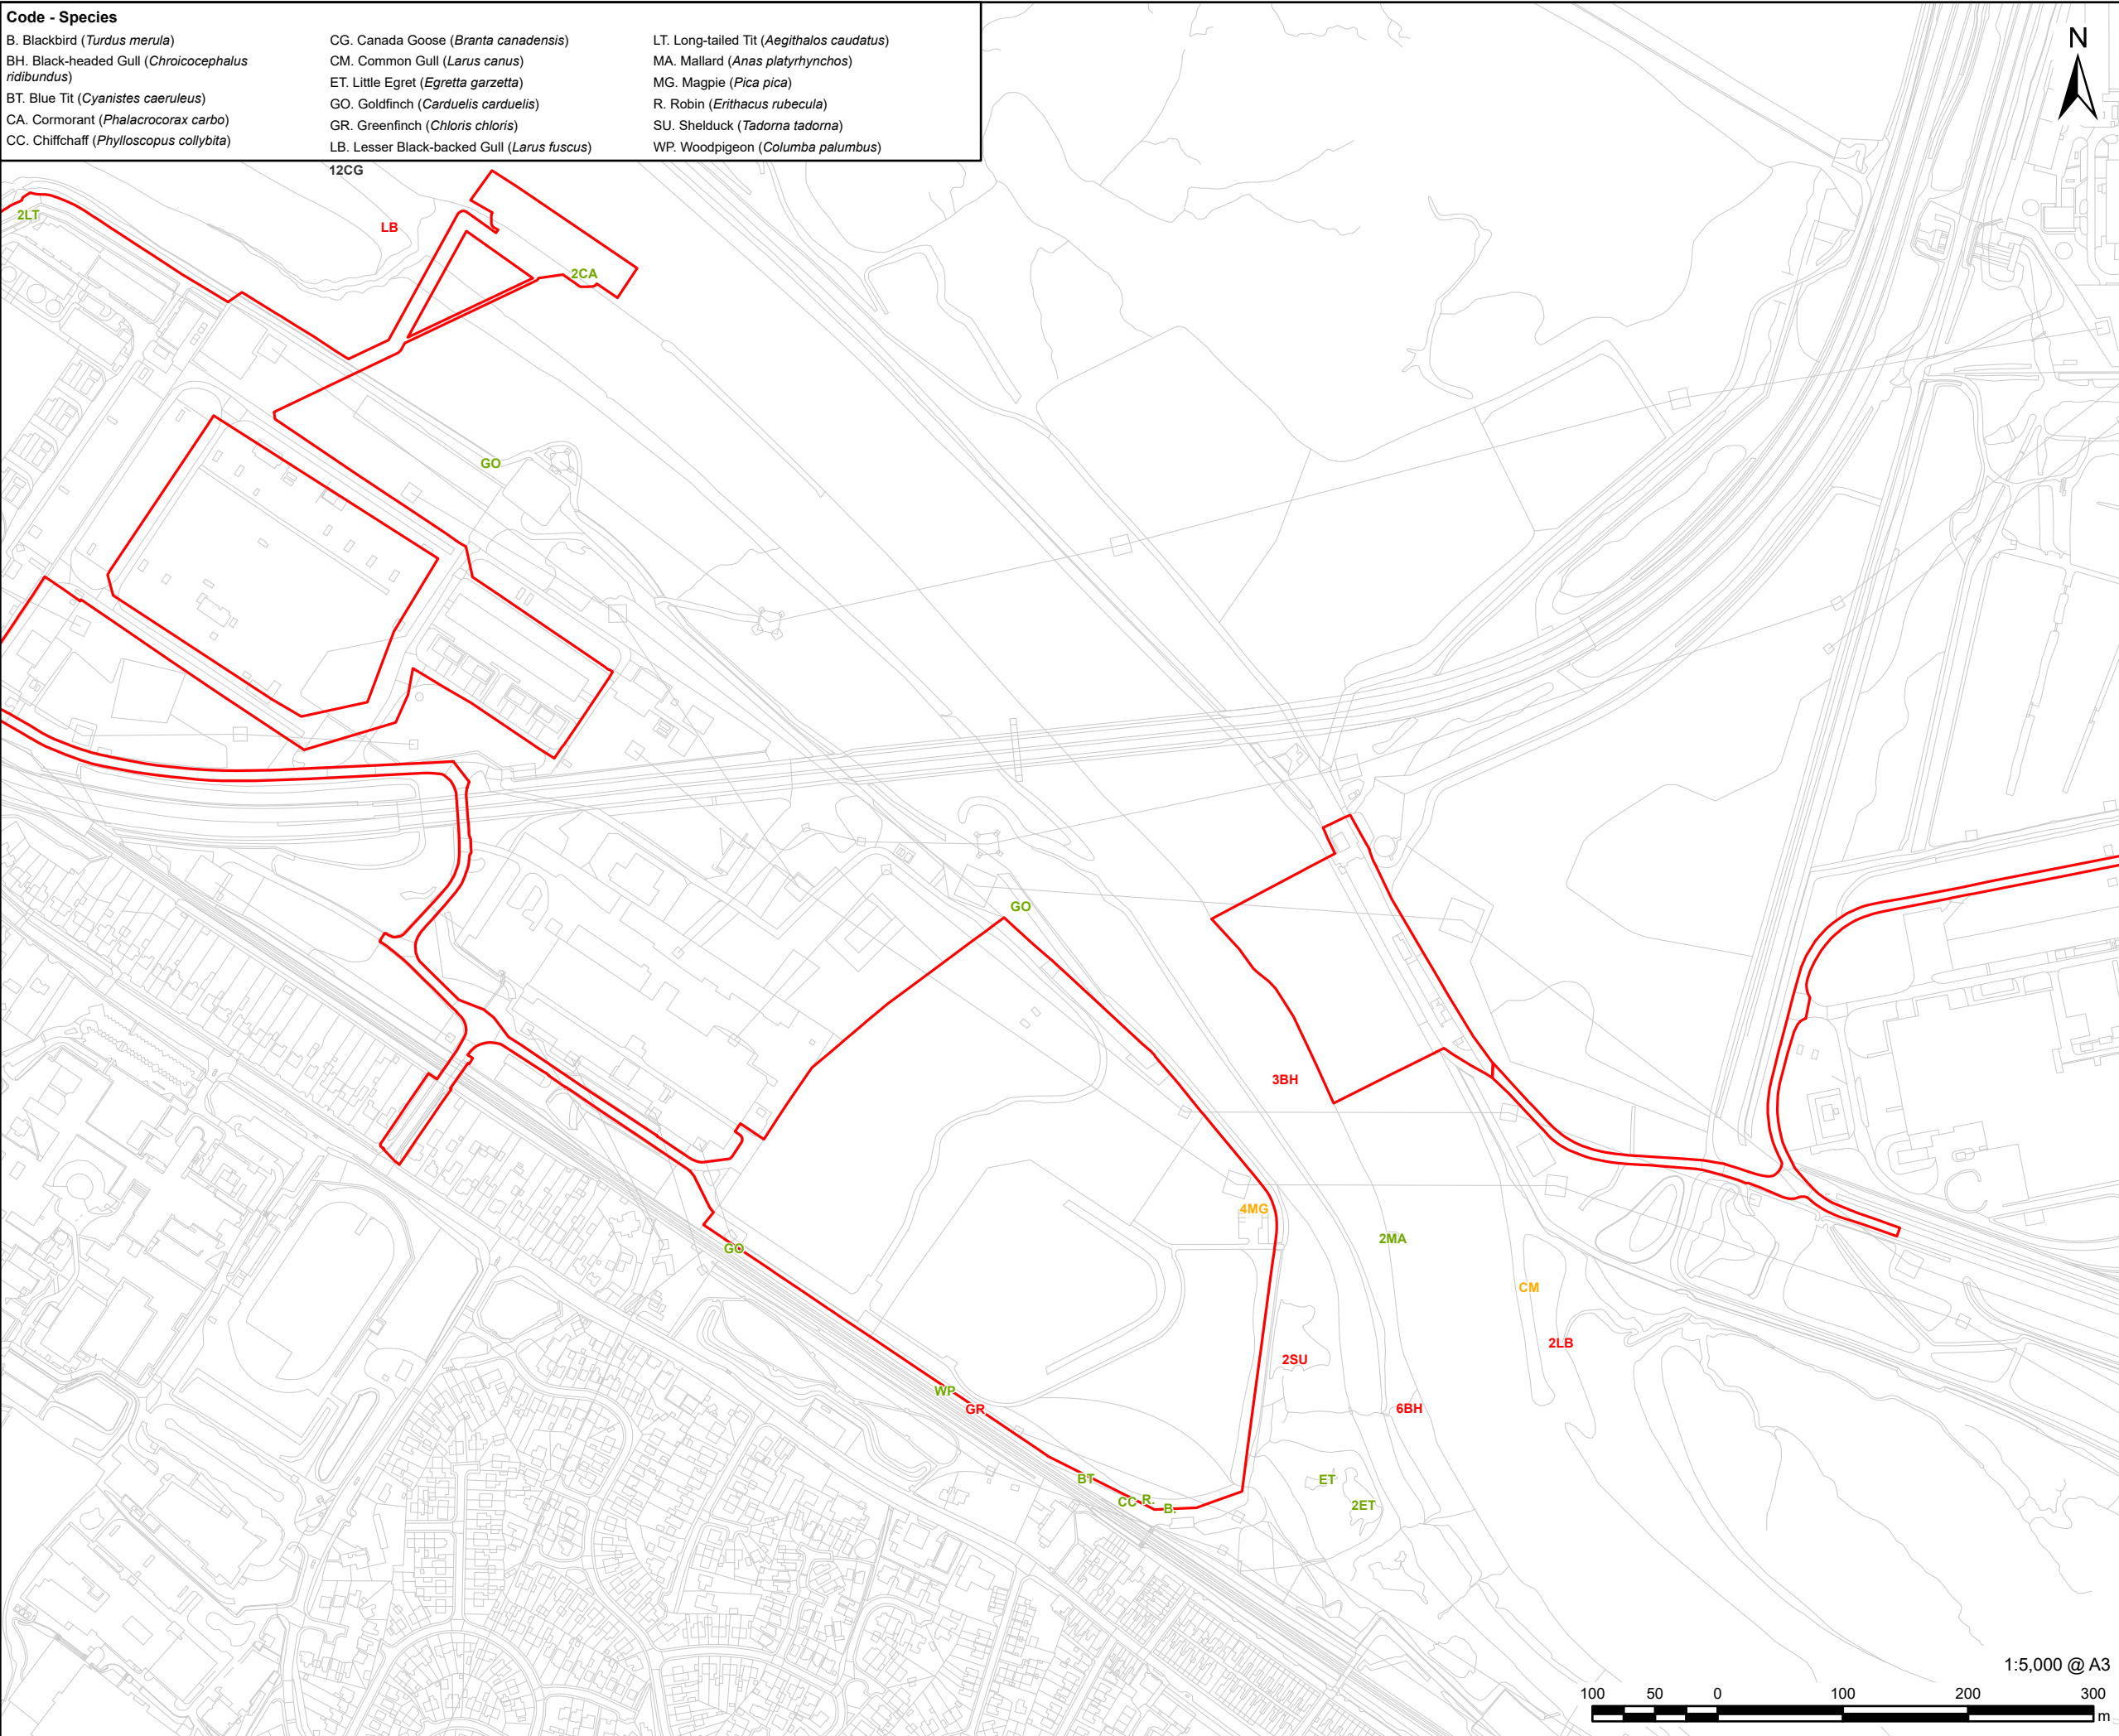 Code - Species
B. Blackbird (Turdus merula)
BH. Black-headed Gull (Chroicocephalus
ridibundus)
BT. Blue Tit (Cyanistes caeruleus)
CA. Cormorant (Phalacrocorax carbo)
CC. Chiffchaff (Phylloscopus collybita)
CG. Canada Goose (Branta canadensis)
CM. Common Gull (Larus canus)
ET. Little Egret (Egretta garzetta)
GO. Goldfinch (Carduelis carduelis)
GR. Greenfinch (Chloris chloris)
LB. Lesser Black-backed Gull (Larus fuscus)
LT. Long-tailed Tit (Aegithalos caudatus)
MA. Mallard (Anas platyrhynchos)
MG. Magpie (Pica pica)
R. Robin (Erithacus rubecula)
SU. Shelduck (Tadorna tadorna)
WP. Woodpigeon (Columba palumbus)
N
12CG
2LT
LB
2CA
GO
GO
3BH
4MG
2MA
GO
CM
2LB
2SU
WP
GR
6BH
BT
ET
CC
R.
B.
2ET
1:5,000 @ A3
100 50 0 100 200 300
m